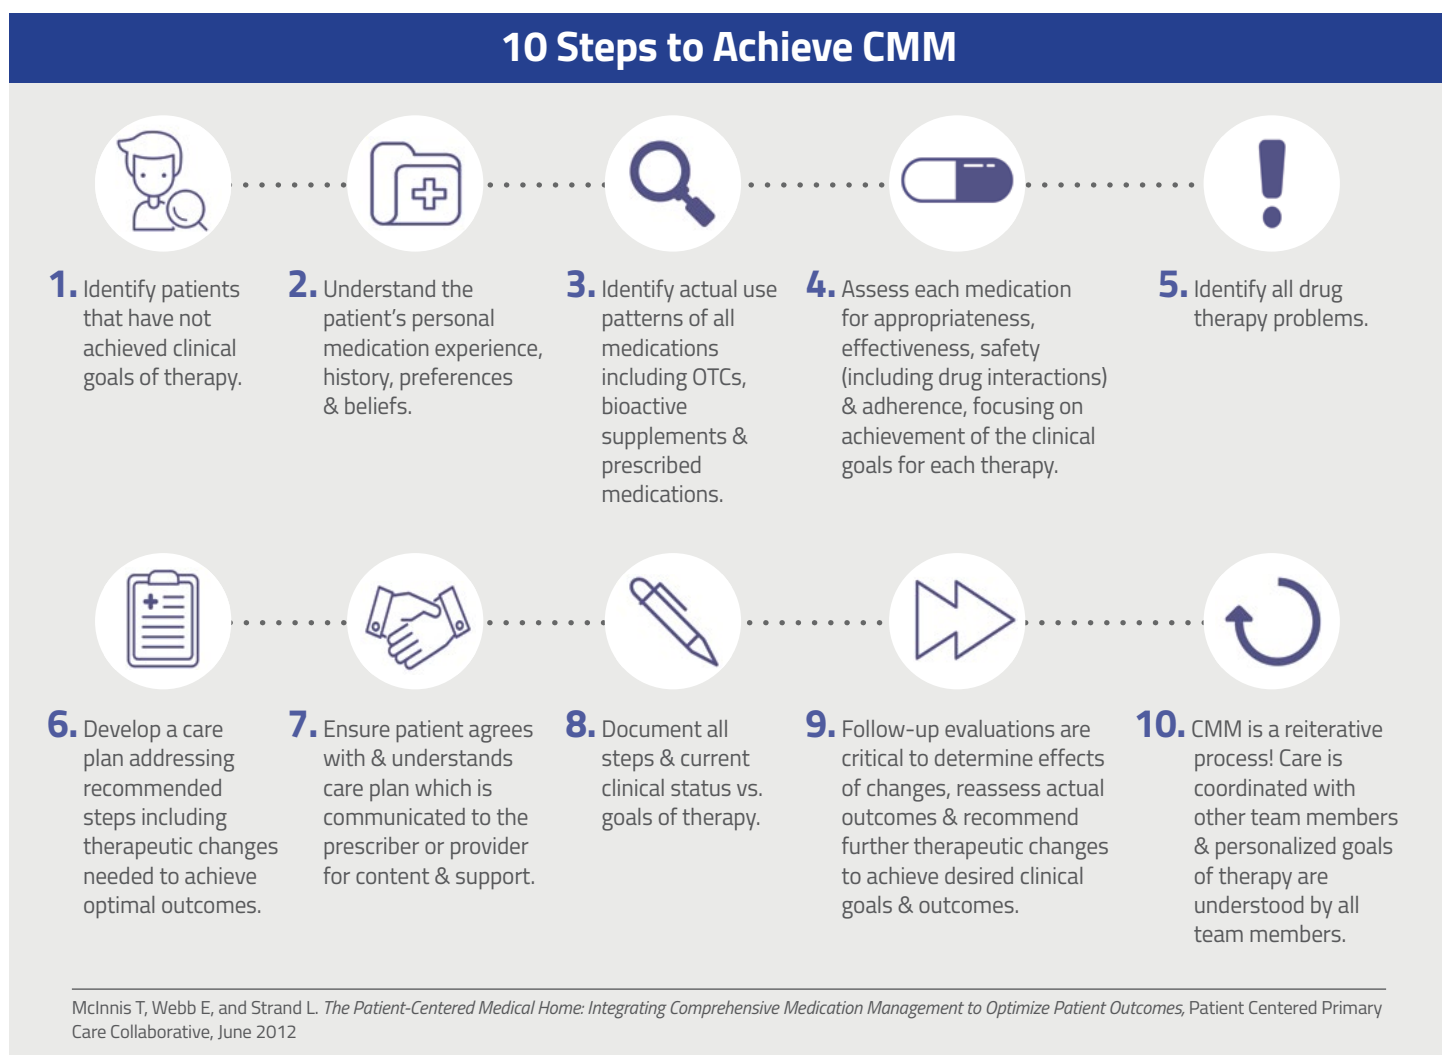 10 Steps to Achieve CMM
1. Identify patients
that have not
achieved clinical
goals of therapy.
2. Understand the
patient's personal
medication experience,
history, preferences
& beliefs.
3. Identify actual use
patterns of all
medications
including OTCs,
bioactive
supplements &
prescribed
medications.
4. Assess each medication
for appropriateness,
effectiveness, safety
(including drug interactions)
& adherence, focusing on
achievement of the clinical
goals for each therapy.
5. Identify all drug
therapy problems.
6. Develop a care
plan addressing
recommended
steps including
therapeutic changes
needed to achieve
optimal outcomes.
7. Ensure patient agrees
with & understands
care plan which is
communicated to the
prescriber or provider
for content & support.
8. Document all
steps & current
clinical status vs.
goals of therapy.
9. Follow-up evaluations are
critical to determine effects
of changes, reassess actual
outcomes & recommend
further therapeutic changes
to achieve desired clinical
goals & outcomes.
10. CMM is a reiterative
process! Care is
coordinated with
other team members
& personalized goals
of therapy are
understood by all
team members.
McInnis T, Webb E, and Strand L. The Patient-Centered Medical Home: Integrating Comprehensive Medication Management to Optimize Patient Outcomes, Patient Centered Primary
Care Collaborative, June 2012